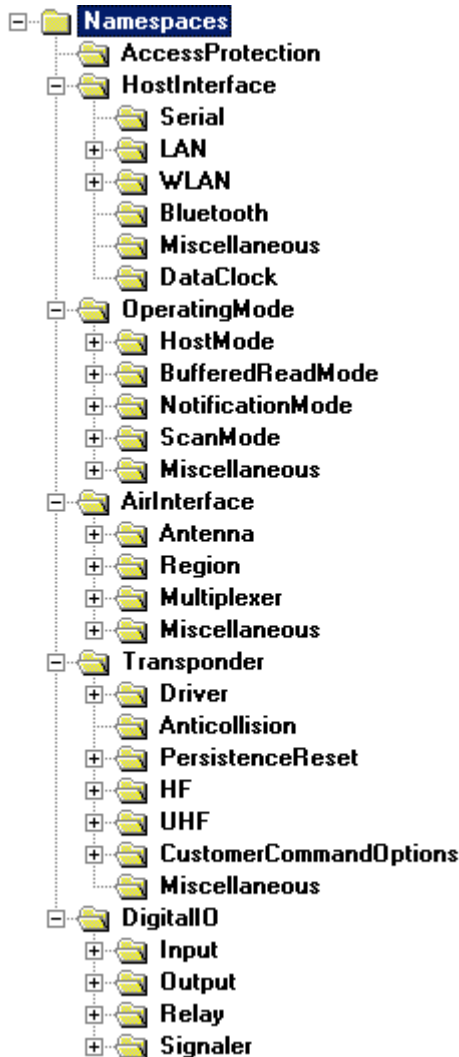 Namespaces
AccessProtection
HostInterface
Serial
LAN
WLAN
Bluetooth
Miscellaneous
DataClock
OperatingMode
HostMode
BufferedReadMode
NotificationMode
ScanMode
Miscellaneous
AirInterface
Antenna
Region
Multiplexer
Miscellaneous
Transponder
Driver
Anticollision
PersistenceReset
HF
UHF
CustomerCommandOptions
Miscellaneous
DigitalIO
Input
Output
Relay
Signaler